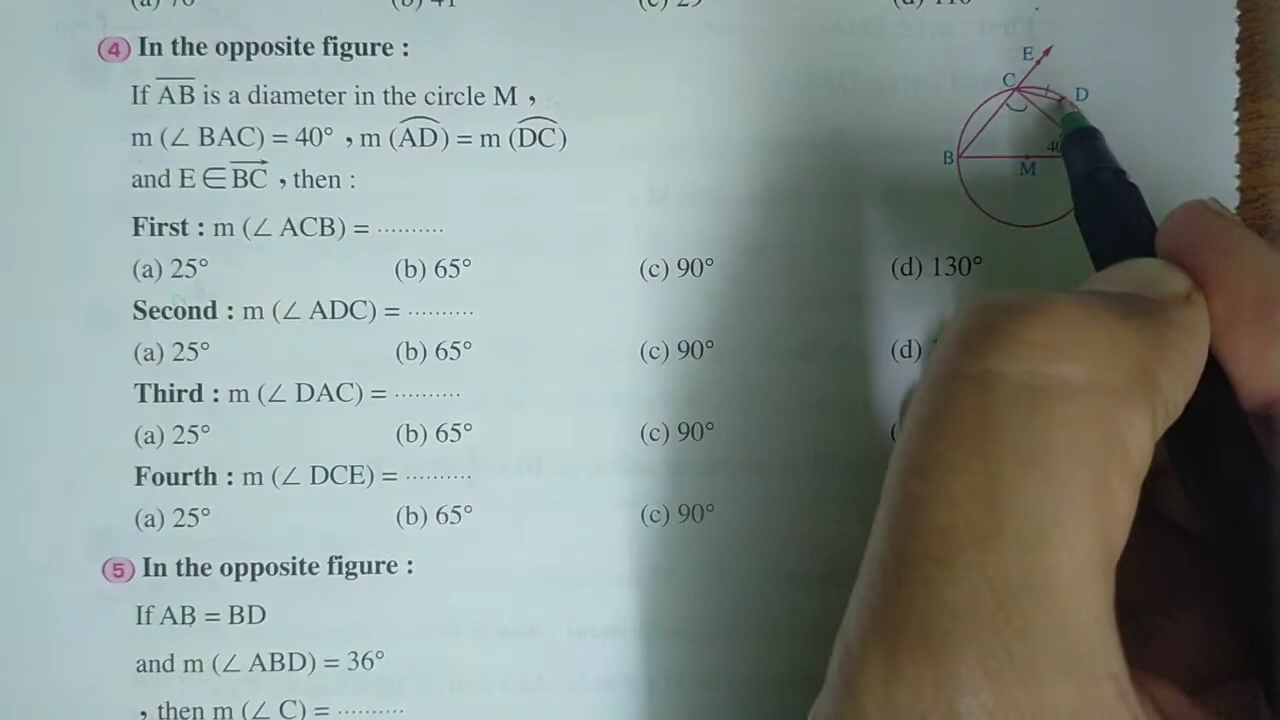 ④ In the opposite figure :
If AB is a diameter in the circle M ,
m (∠ BAC) = 40° , m (AD) = m (DC)
and E ∈ BC , then :
First : m (∠ ACB) = ··········
(a) 25° (b) 65° (c) 90° (d) 130°
Second : m (∠ ADC) = ··········
(a) 25° (b) 65° (c) 90° (d)
Third : m (∠ DAC) = ··········
(a) 25° (b) 65° (c) 90°
Fourth : m (∠ DCE) = ··········
(a) 25° (b) 65° (c) 90°
⑤ In the opposite figure :
If AB = BD
and m (∠ ABD) = 36°
, then m (∠ C) = ··········
E
C
D
B
M